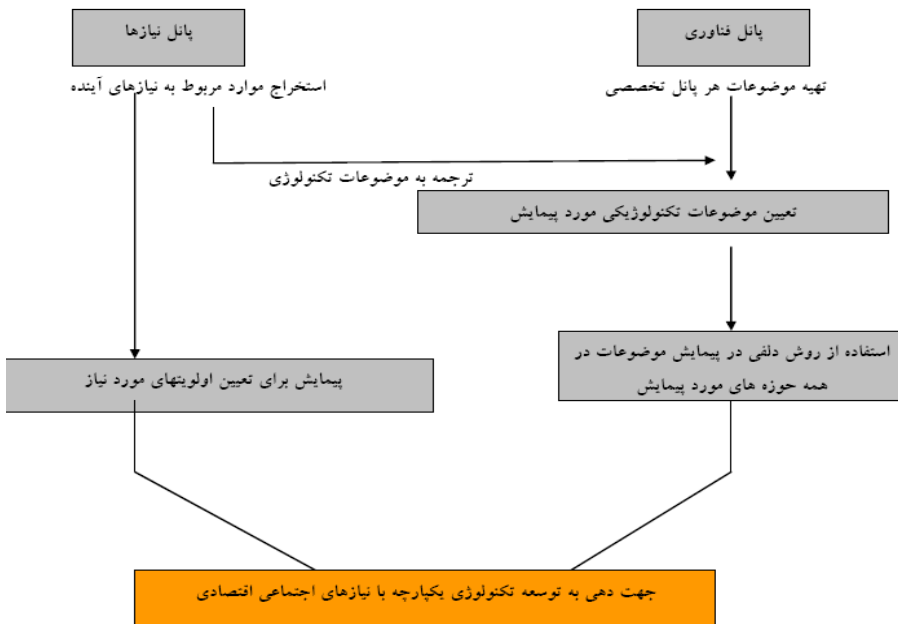 پانل فناوری
پانل نیازها
تهیه موضوعات هر پانل تخصصی
استخراج موارد مربوط به نیازهای آینده
ترجمه به موضوعات تکنولوژی
تعیین موضوعات تکنولوژیکی مورد پیمایش
استفاده از روش دلفی در پیمایش موضوعات در
همه حوزه های مورد پیمایش
پیمایش برای تعیین اولویتهای مورد نیاز
جهت دهی به توسعه تکنولوژی یکپارچه با نیازهای اجتماعی اقتصادی